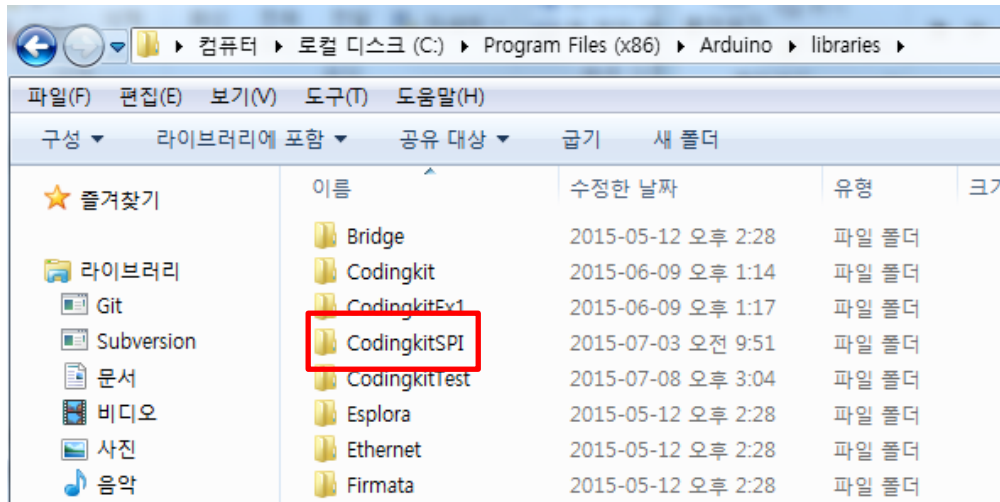 컴퓨터 ▸ 로컬 디스크 (C:) ▸ Program Files (x86) ▸ Arduino ▸ libraries ▸
파일(F) 편집(E) 보기(V) 도구(T) 도움말(H)
구성 ▼ 라이브러리에 포함 ▼ 공유 대상 ▼ 굽기 새 폴더
즐겨찾기
라이브러리
Git
Subversion
문서
비디오
사진
음악
이름 수정한 날짜 유형
Bridge 2015-05-12 오후 2:28 파일 폴더
Codingkit 2015-06-09 오후 1:14 파일 폴더
CodingkitEx1 2015-06-09 오후 1:17 파일 폴더
CodingkitSPI 2015-07-03 오전 9:51 파일 폴더
CodingkitTest 2015-07-08 오후 3:04 파일 폴더
Esplora 2015-05-12 오후 2:28 파일 폴더
Ethernet 2015-05-12 오후 2:28 파일 폴더
Firmata 2015-05-12 오후 2:28 파일 폴더